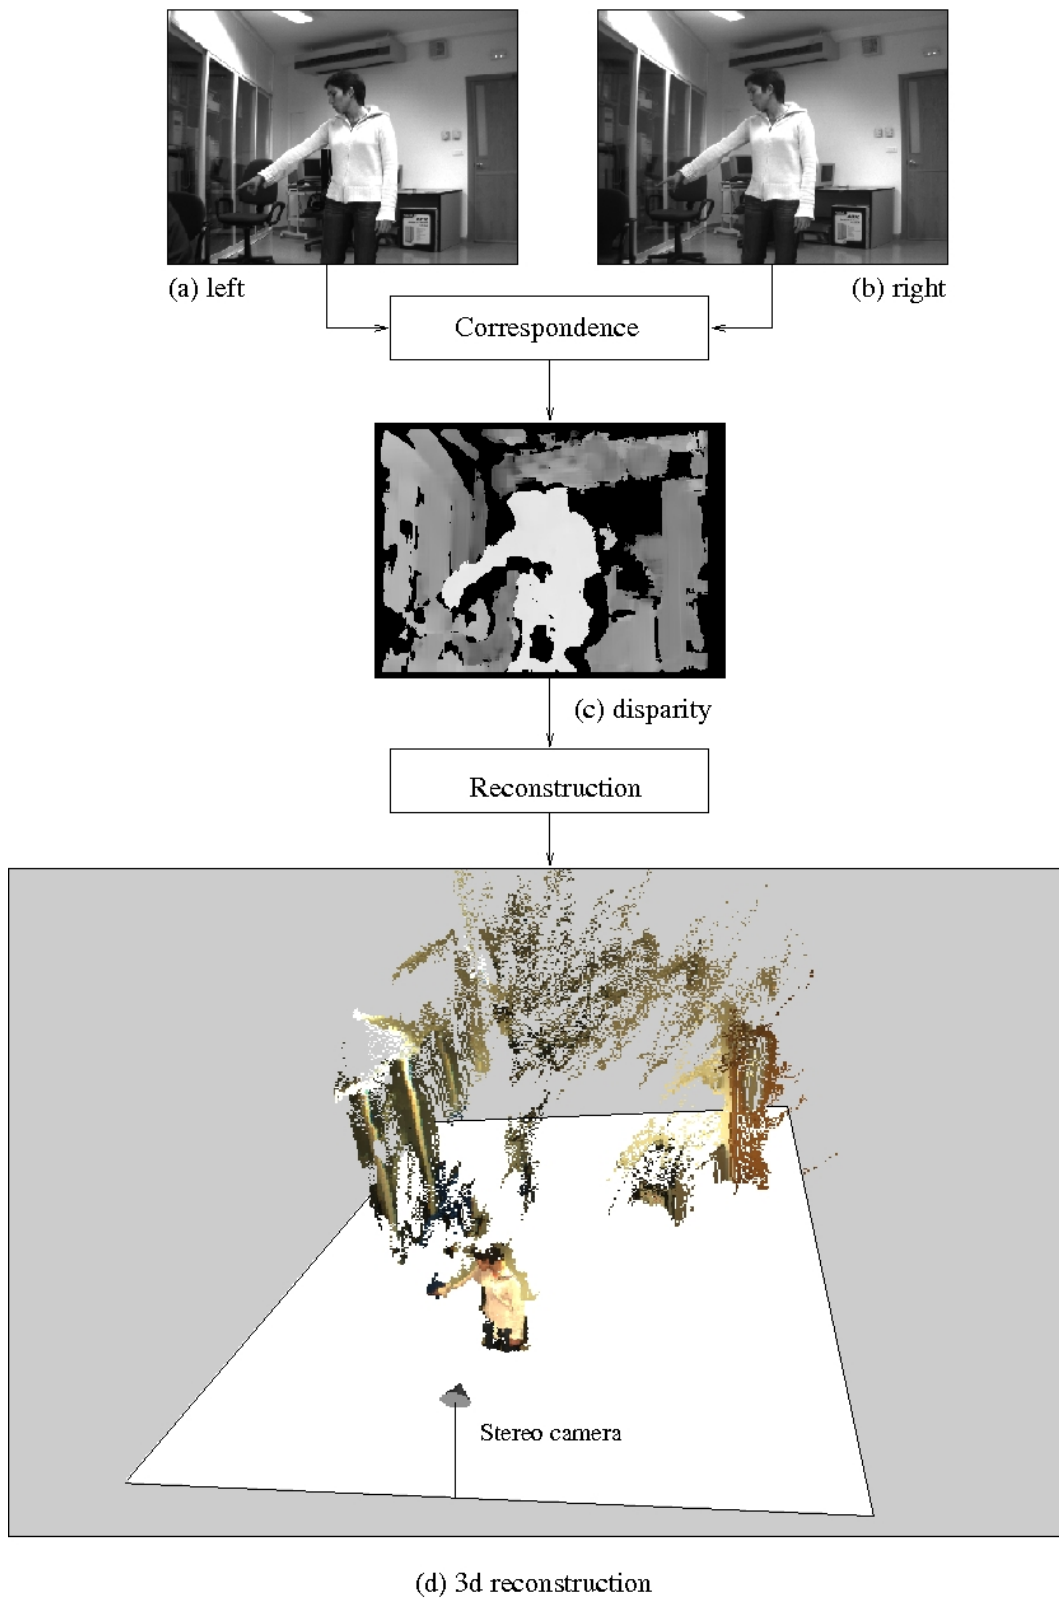 (a) left
(b) right
Correspondence
(c) disparity
Reconstruction
Stereo camera
(d) 3d reconstruction